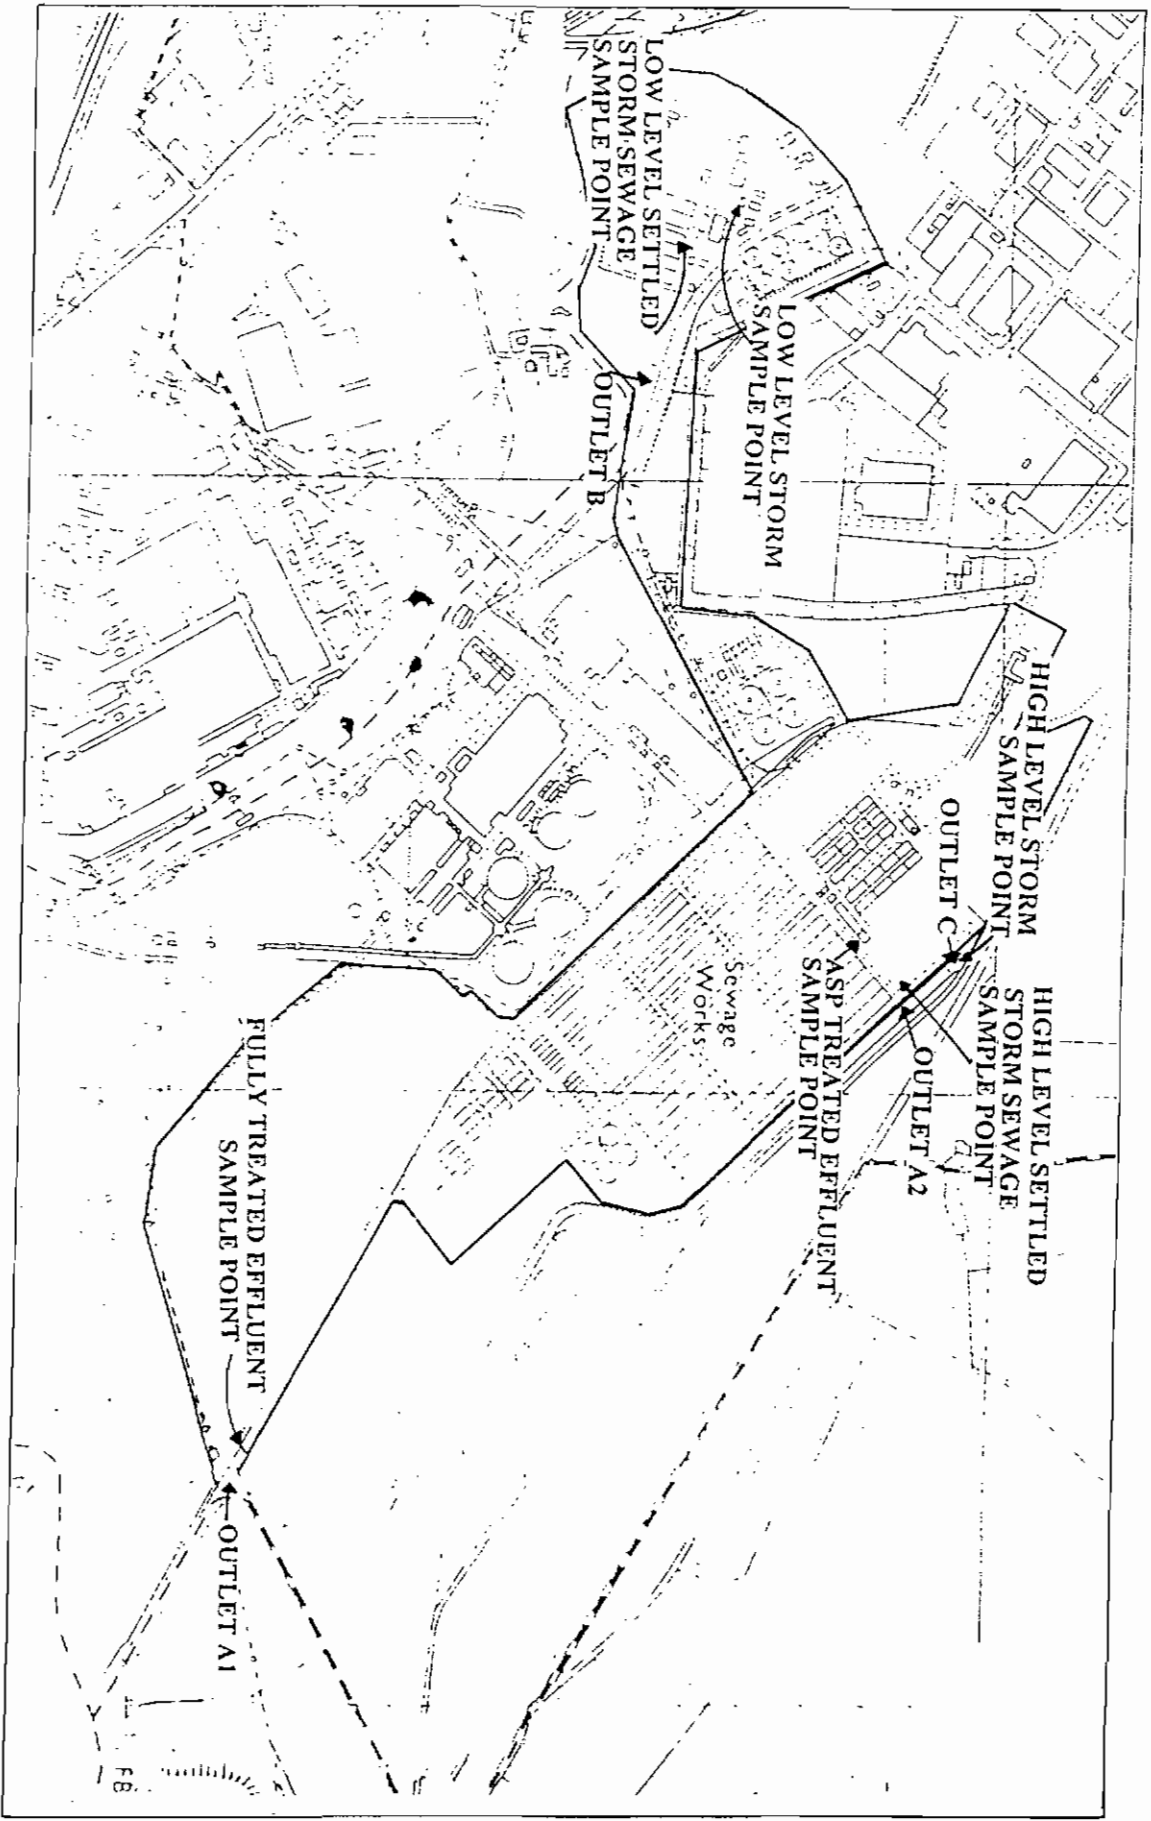 LOW LEVEL SETTLED
STORM SEWAGE
SAMPLE POINT
LOW LEVEL STORM
SAMPLE POINT
OUTLET B
HIGH LEVEL STORM
SAMPLE POINT
OUTLET C
HIGH LEVEL SETTLED
STORM SEWAGE
SAMPLE POINT
OUTLET A2
ASP TREATED EFFLUENT
SAMPLE POINT
Sewage
Works
FULLY TREATED EFFLUENT
SAMPLE POINT
OUTLET A1
FB